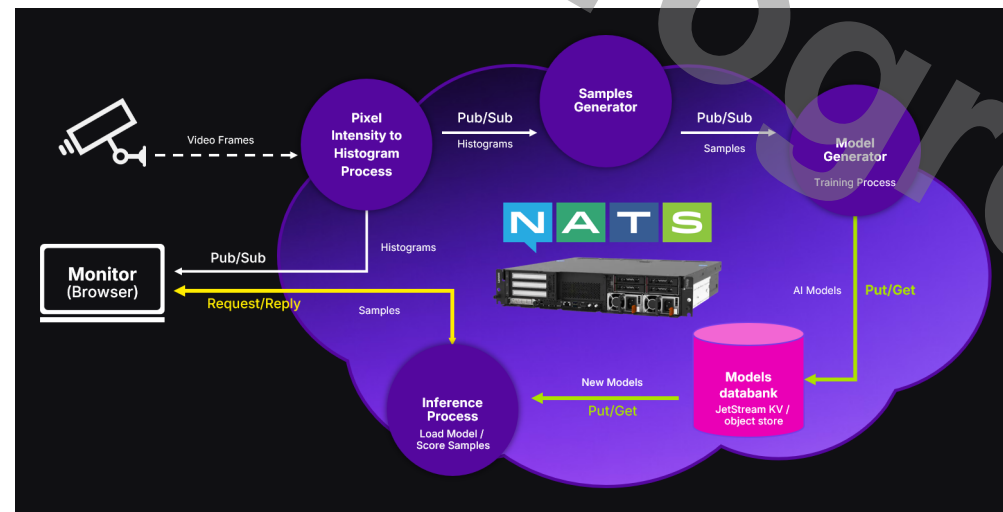 Video Frames
Pixel
Intensity to
Histogram
Process
Pub/Sub
Histograms
Samples
Generator
Pub/Sub
Samples
Model
Generator
Training Process
NATS
Monitor
(Browser)
Pub/Sub
Histograms
Request/Reply
Samples
AI Models
Put/Get
Inference
Process
Load Model /
Score Samples
New Models
Put/Get
Models
databank
JetStream KV /
object store